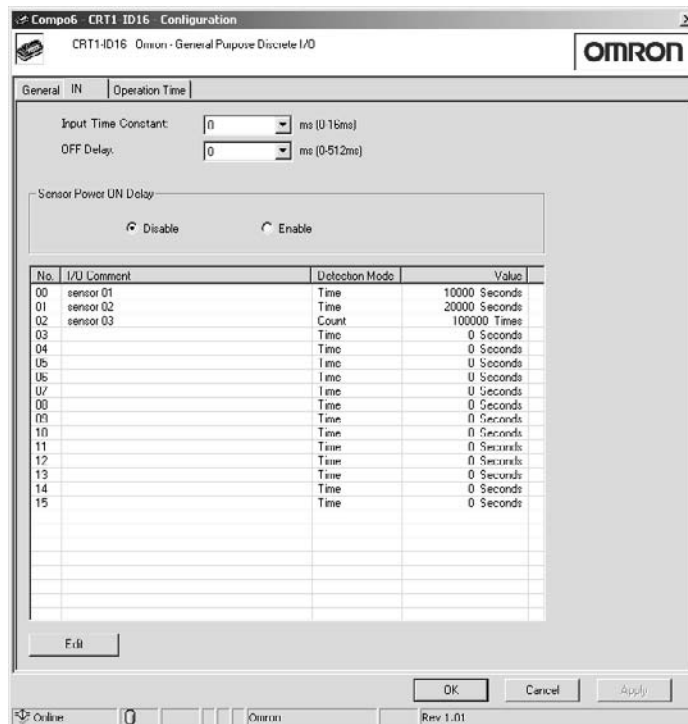 Compo6 - CRT1-ID16 - Configuration
CRT1-ID16 Omron - General Purpose Discrete I/O
OMRON
General IN Operation Time
Input Time Constant: 0 ms (0-16ms)
OFF Delay: 0 ms (0-512ms)
Sensor Power ON Delay
Disable Enable
No. I/O Comment Detection Mode Value
00 sensor 01 Time 10000 Seconds
01 sensor 02 Time 20000 Seconds
02 sensor 03 Count 100000 Times
03 Time 0 Seconds
04 Time 0 Seconds
05 Time 0 Seconds
06 Time 0 Seconds
07 Time 0 Seconds
08 Time 0 Seconds
09 Time 0 Seconds
10 Time 0 Seconds
11 Time 0 Seconds
12 Time 0 Seconds
13 Time 0 Seconds
14 Time 0 Seconds
15 Time 0 Seconds
Edit
OK Cancel Apply
Online 0 Omron Rev 1.01